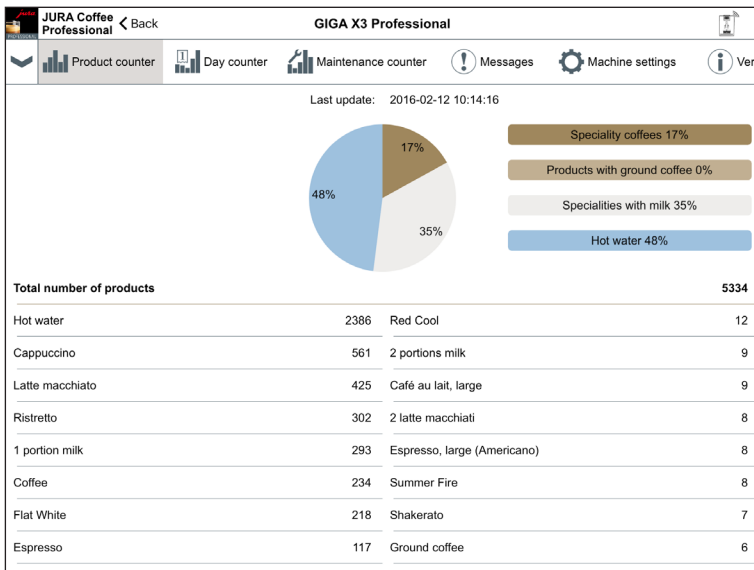 jura
JURA Coffee
Professional
Back
GIGA X3 Professional
Product counter
1
Day counter
Maintenance counter
Messages
Machine settings
Ver
Last update: 2016-02-12 10:14:16
17%
48%
35%
Speciality coffees 17%
Products with ground coffee 0%
Specialities with milk 35%
Hot water 48%
Total number of products 5334
Hot water 2386 Red Cool 12
Cappuccino 561 2 portions milk 9
Latte macchiato 425 Café au lait, large 9
Ristretto 302 2 latte macchiati 8
1 portion milk 293 Espresso, large (Americano) 8
Coffee 234 Summer Fire 8
Flat White 218 Shakerato 7
Espresso 117 Ground coffee 6